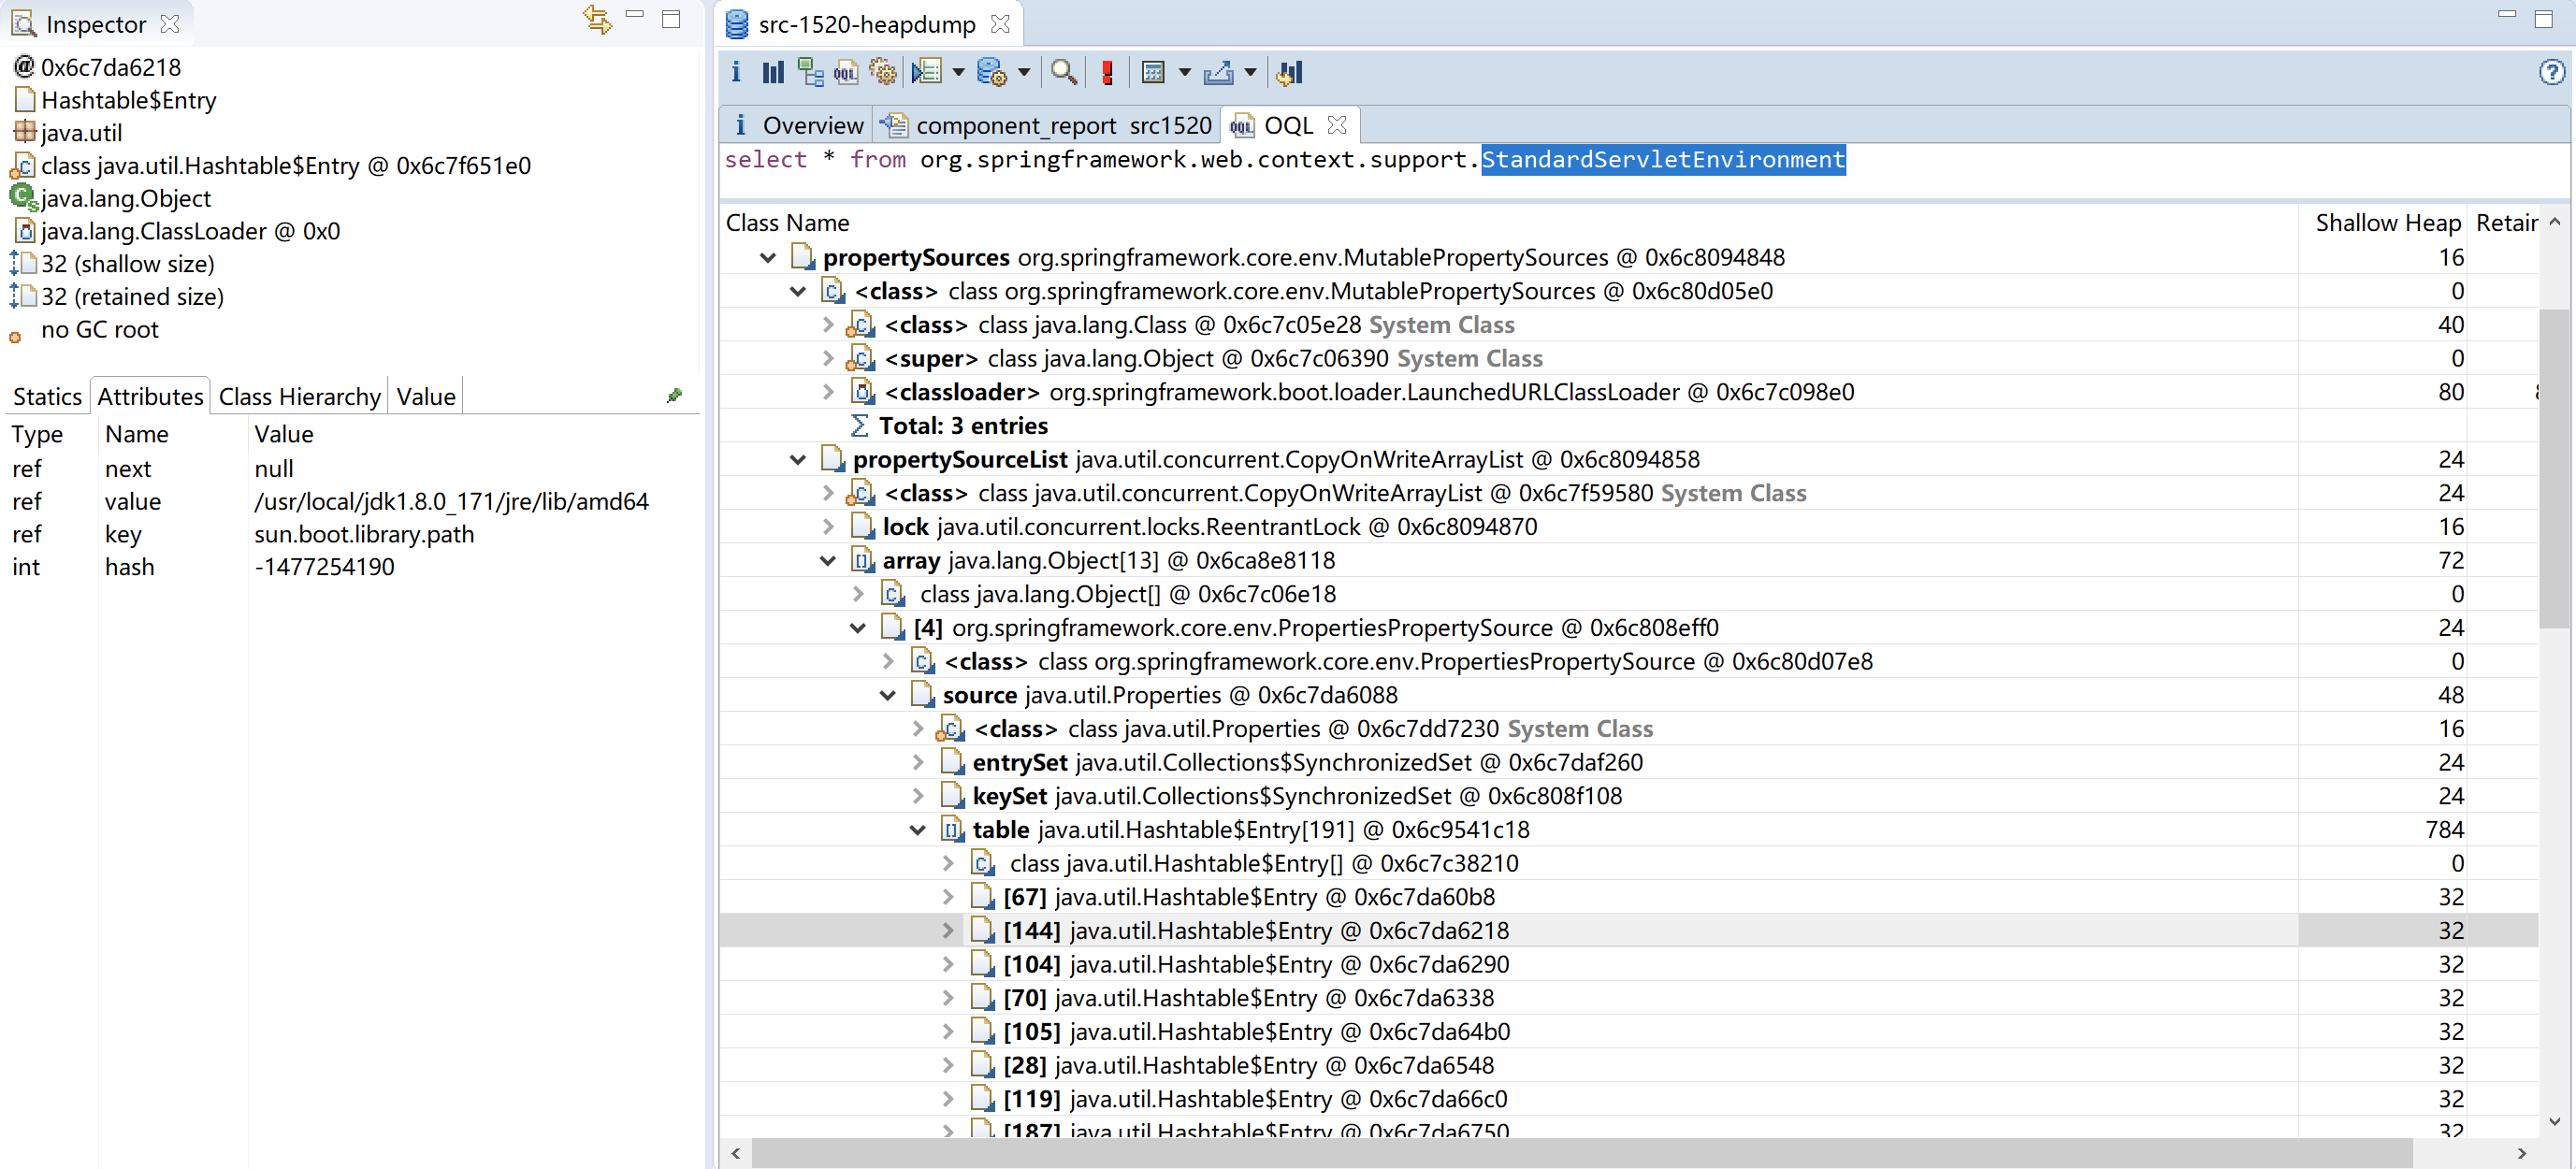 Inspector
@ 0x6c7da6218
Hashtable$Entry
java.util
class java.util.Hashtable$Entry @ 0x6c7f651e0
java.lang.Object
java.lang.ClassLoader @ 0x0
32 (shallow size)
32 (retained size)
no GC root
Statics Attributes Class Hierarchy Value
Type Name Value
ref next null
ref value /usr/local/jdk1.8.0_171/jre/lib/amd64
ref key sun.boot.library.path
int hash -1477254190
src-1520-heapdump
i OQL
i Overview component_report src1520 OQL OQL
select * from org.springframework.web.context.support.StandardServletEnvironment
Class Name Shallow Heap Retain
propertySources org.springframework.core.env.MutablePropertySources @ 0x6c8094848 16
<class> class org.springframework.core.env.MutablePropertySources @ 0x6c80d05e0 0
<class> class java.lang.Class @ 0x6c7c05e28 System Class 40
<super> class java.lang.Object @ 0x6c7c06390 System Class 0
<classloader> org.springframework.boot.loader.LaunchedURLClassLoader @ 0x6c7c098e0 80
Σ Total: 3 entries
propertySourceList java.util.concurrent.CopyOnWriteArrayList @ 0x6c8094858 24
<class> class java.util.concurrent.CopyOnWriteArrayList @ 0x6c7f59580 System Class 24
lock java.util.concurrent.locks.ReentrantLock @ 0x6c8094870 16
array java.lang.Object[13] @ 0x6ca8e8118 72
class java.lang.Object[] @ 0x6c7c06e18 0
[4] org.springframework.core.env.PropertiesPropertySource @ 0x6c808eff0 24
<class> class org.springframework.core.env.PropertiesPropertySource @ 0x6c80d07e8 0
source java.util.Properties @ 0x6c7da6088 48
<class> class java.util.Properties @ 0x6c7dd7230 System Class 16
entrySet java.util.Collections$SynchronizedSet @ 0x6c7daf260 24
keySet java.util.Collections$SynchronizedSet @ 0x6c808f108 24
table java.util.Hashtable$Entry[191] @ 0x6c9541c18 784
class java.util.Hashtable$Entry[] @ 0x6c7c38210 0
[67] java.util.Hashtable$Entry @ 0x6c7da60b8 32
[144] java.util.Hashtable$Entry @ 0x6c7da6218 32
[104] java.util.Hashtable$Entry @ 0x6c7da6290 32
[70] java.util.Hashtable$Entry @ 0x6c7da6338 32
[105] java.util.Hashtable$Entry @ 0x6c7da64b0 32
[28] java.util.Hashtable$Entry @ 0x6c7da6548 32
[119] java.util.Hashtable$Entry @ 0x6c7da66c0 32
[187] java.util.Hashtable$Entry @ 0x6c7da6750 32